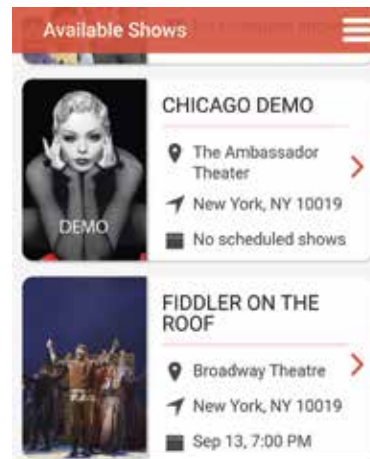 Available Shows
CHICAGO DEMO
The Ambassador
Theater
New York, NY 10019
DEMO
No scheduled shows
FIDDLER ON THE
ROOF
Broadway Theatre
New York, NY 10019
Sep 13, 7:00 PM